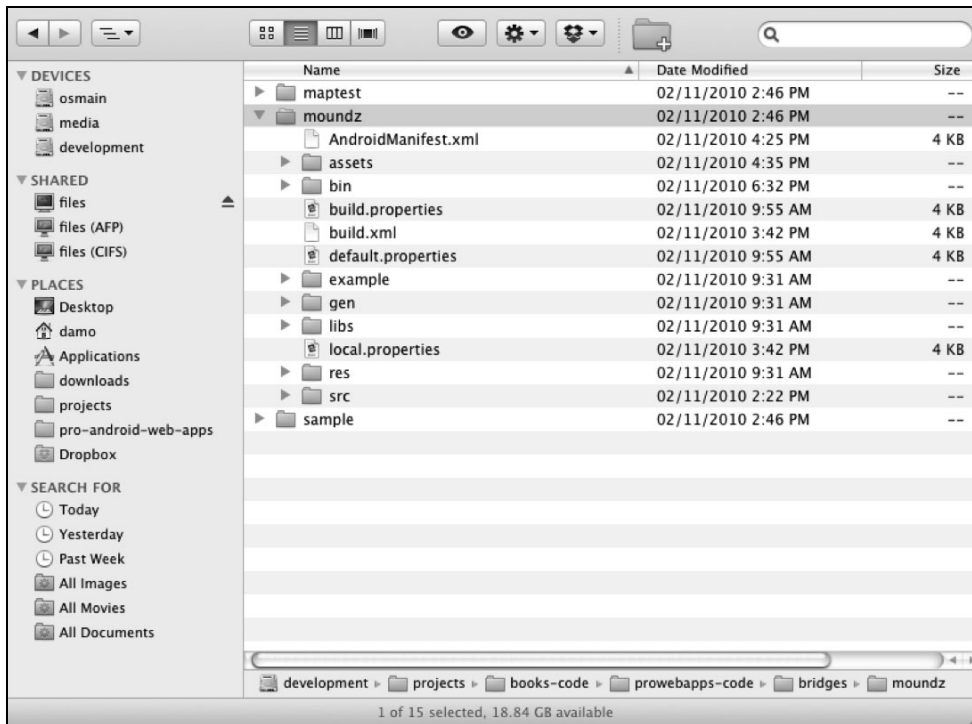 DEVICES
osmain
media
development
SHARED
files
files (AFP)
files (CIFS)
PLACES
Desktop
damo
Applications
downloads
projects
pro-android-web-apps
Dropbox
SEARCH FOR
Today
Yesterday
Past Week
All Images
All Movies
All Documents
Name Date Modified Size
maptest 02/11/2010 2:46 PM --
moundz 02/11/2010 2:46 PM --
AndroidManifest.xml 02/11/2010 4:25 PM 4 KB
assets 02/11/2010 4:35 PM --
bin 02/11/2010 6:32 PM --
build.properties 02/11/2010 9:55 AM 4 KB
build.xml 02/11/2010 3:42 PM 4 KB
default.properties 02/11/2010 9:55 AM 4 KB
example 02/11/2010 9:31 AM --
gen 02/11/2010 9:31 AM --
libs 02/11/2010 9:31 AM --
local.properties 02/11/2010 3:42 PM 4 KB
res 02/11/2010 9:31 AM --
src 02/11/2010 2:22 PM --
sample 02/11/2010 2:46 PM --
development ▸ projects ▸ books-code ▸ prowebapps-code ▸ bridges ▸ moundz
1 of 15 selected, 18.84 GB available